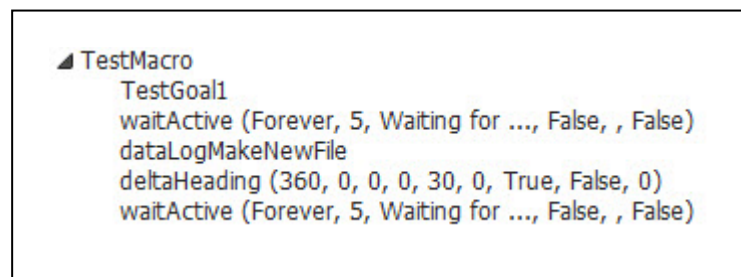 TestMacro
TestGoal1
waitActive (Forever, 5, Waiting for ..., False, , False)
dataLogMakeNewFile
deltaHeading (360, 0, 0, 0, 30, 0, True, False, 0)
waitActive (Forever, 5, Waiting for ..., False, , False)